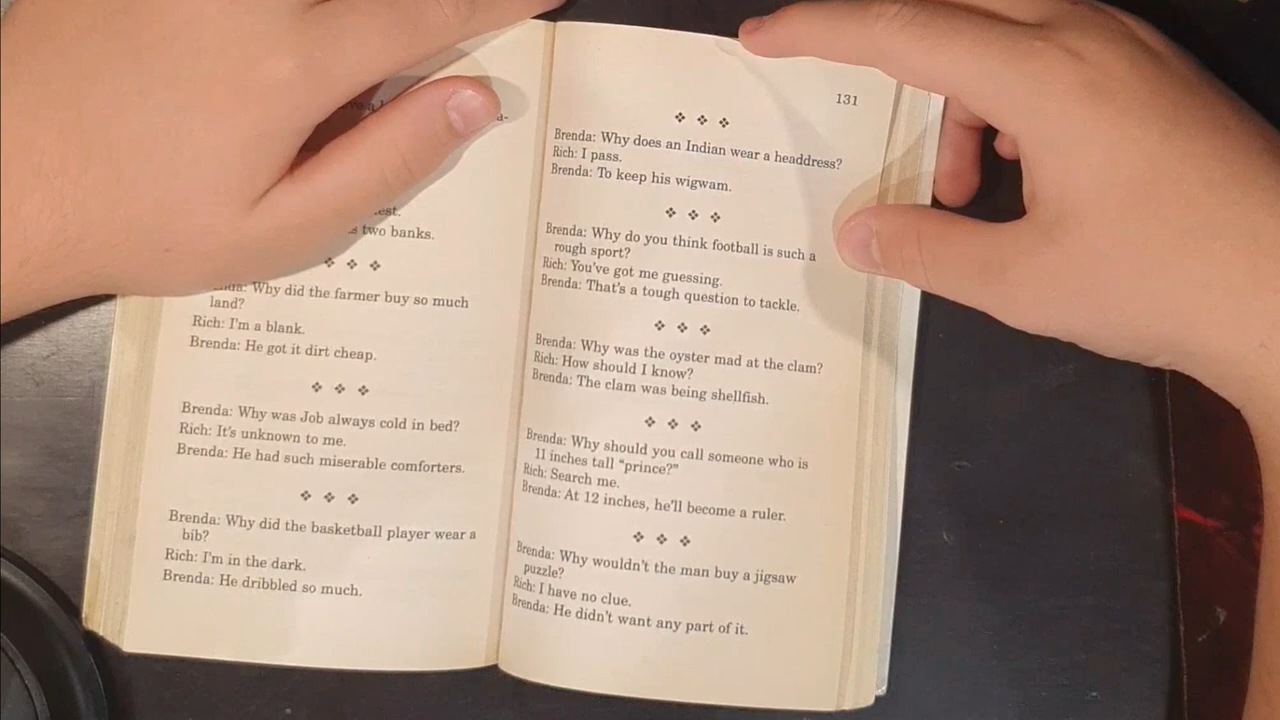 two banks.
Why did the farmer buy so much
land?
Rich: I'm a blank.
Brenda: He got it dirt cheap.
Brenda: Why was Job always cold in bed?
Rich: It's unknown to me.
Brenda: He had such miserable comforters.
Brenda: Why did the basketball player wear a
bib?
Rich: I'm in the dark.
Brenda: He dribbled so much.
131
Brenda: Why does an Indian wear a headdress?
Rich: I pass.
Brenda: To keep his wigwam.
Brenda: Why do you think football is such a
rough sport?
Rich: You've got me guessing.
Brenda: That's a tough question to tackle.
Brenda: Why was the oyster mad at the clam?
Rich: How should I know?
Brenda: The clam was being shellfish.
Brenda: Why should you call someone who is
11 inches tall "prince?"
Rich: Search me.
Brenda: At 12 inches, he'll become a ruler.
Brenda: Why wouldn't the man buy a jigsaw
puzzle?
Rich: I have no clue.
Brenda: He didn't want any part of it.